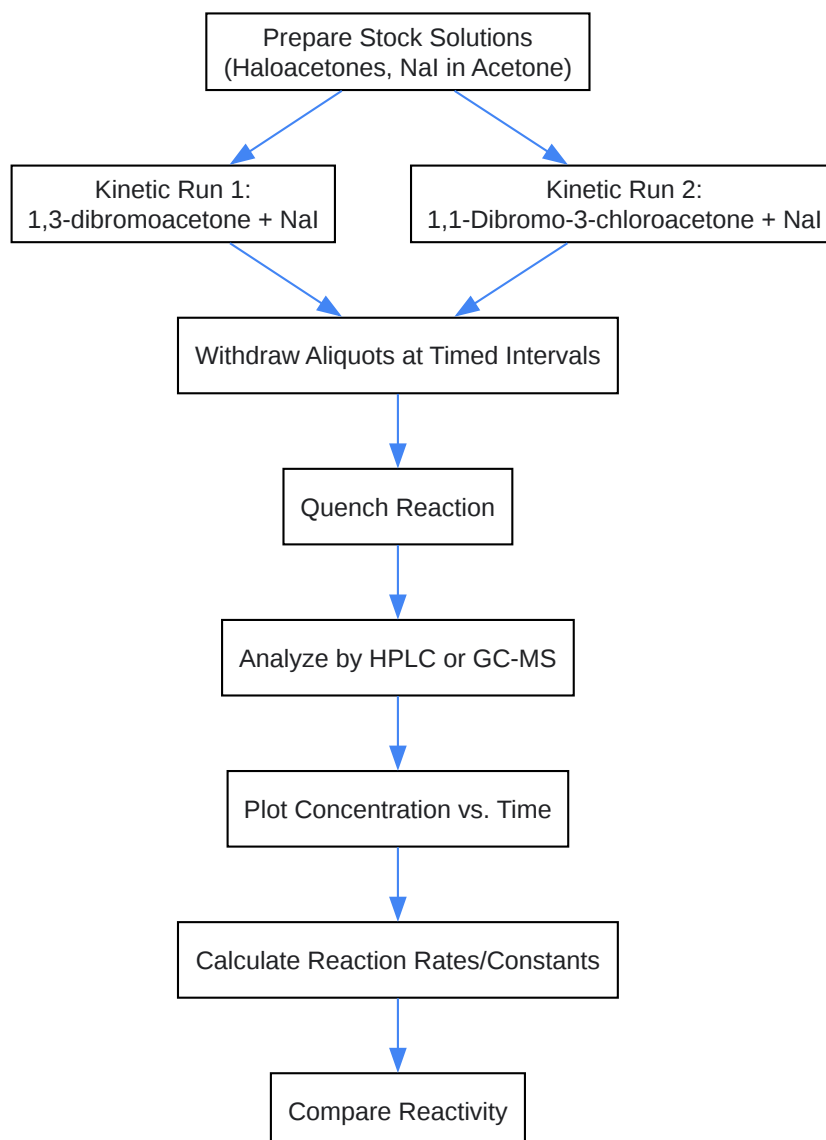 Prepare Stock Solutions
(Haloacetones, NaI in Acetone)
Kinetic Run 1:
1,3-dibromoacetone + NaI
Kinetic Run 2:
1,1-Dibromo-3-chloroacetone + NaI
Withdraw Aliquots at Timed Intervals
Quench Reaction
Analyze by HPLC or GC-MS
Plot Concentration vs. Time
Calculate Reaction Rates/Constants
Compare Reactivity